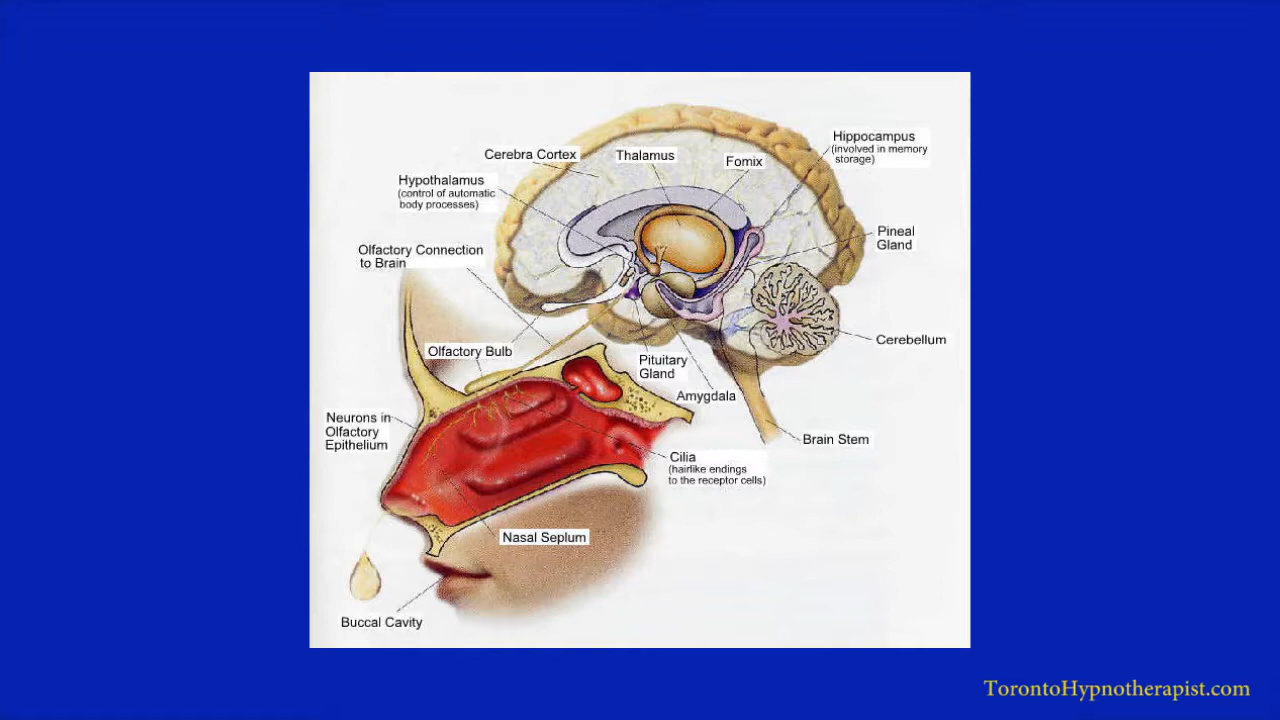 Hippocampus
(involved in memory
storage)
Cerebra Cortex
Thalamus
Fomix
Hypothalamus
(control of automatic
body processes)
Pineal
Gland
Olfactory Connection
to Brain
Cerebellum
Olfactory Bulb
Pituitary
Gland
Amygdala
Neurons in
Olfactory
Epithelium
Brain Stem
Cilia
(hairlike endings
to the receptor cells)
Nasal Septum
Buccal Cavity
TorontoHypnotherapist.com